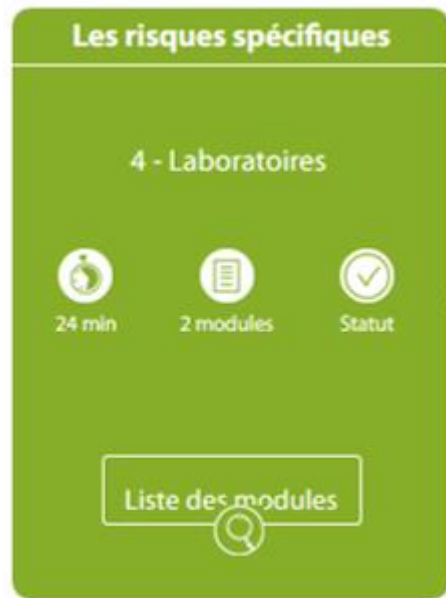 Les risques spécifiques
4 - Laboratoires
24 min 2 modules Statut
Liste des modules